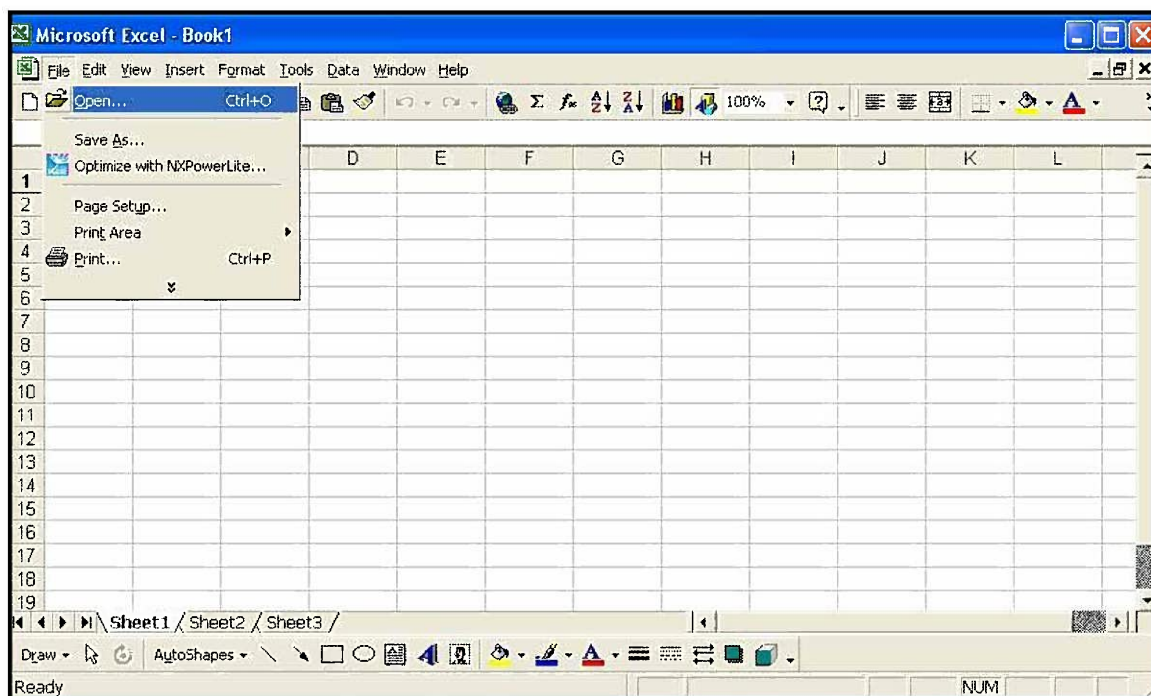 Microsoft Excel - Book1
File Edit View Insert Format Tools Data Window Help
Open... Ctrl+O
100%
Save As...
Optimize with NXPowerLite...
Page Setup...
Print Area
Print... Ctrl+P
D E F G H I J K L
1
2
3
4
5
6
7
8
9
10
11
12
13
14
15
16
17
18
19
Sheet1 / Sheet2 / Sheet3 /
Draw AutoShapes
Ready NUM